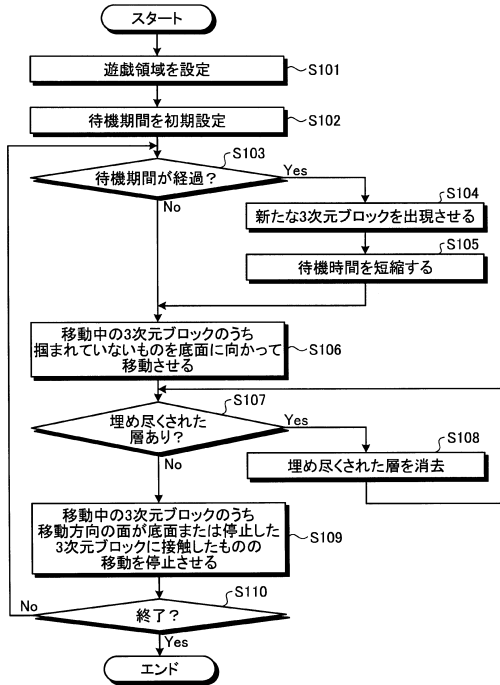 スタート
遊戯領域を設定
S101
待機期間を初期設定
S102
S103
待機期間が経過？
Yes
No
S104
新たな3次元ブロックを出現させる
S105
待機時間を短縮する
移動中の3次元ブロックのうち
掴まれていないものを底面に向かって
移動させる
S106
S107
埋め尽くされた
層あり？
Yes
No
S108
埋め尽くされた層を消去
移動中の3次元ブロックのうち
移動方向の面が底面または停止した
3次元ブロックに接触したものの
移動を停止させる
S109
S110
終了？
No
Yes
エンド